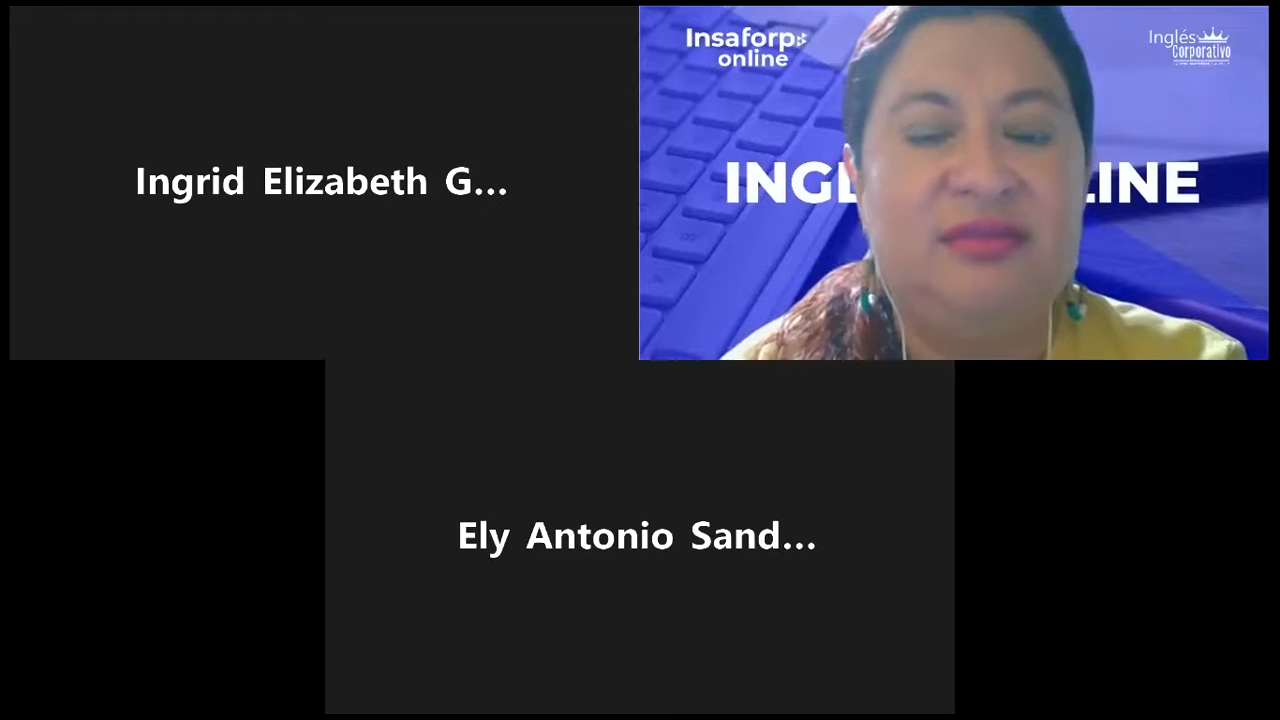 Ingrid Elizabeth G...
Insaforp
online
Inglés
Corporativo
INGL
LINE
Ely Antonio Sand...